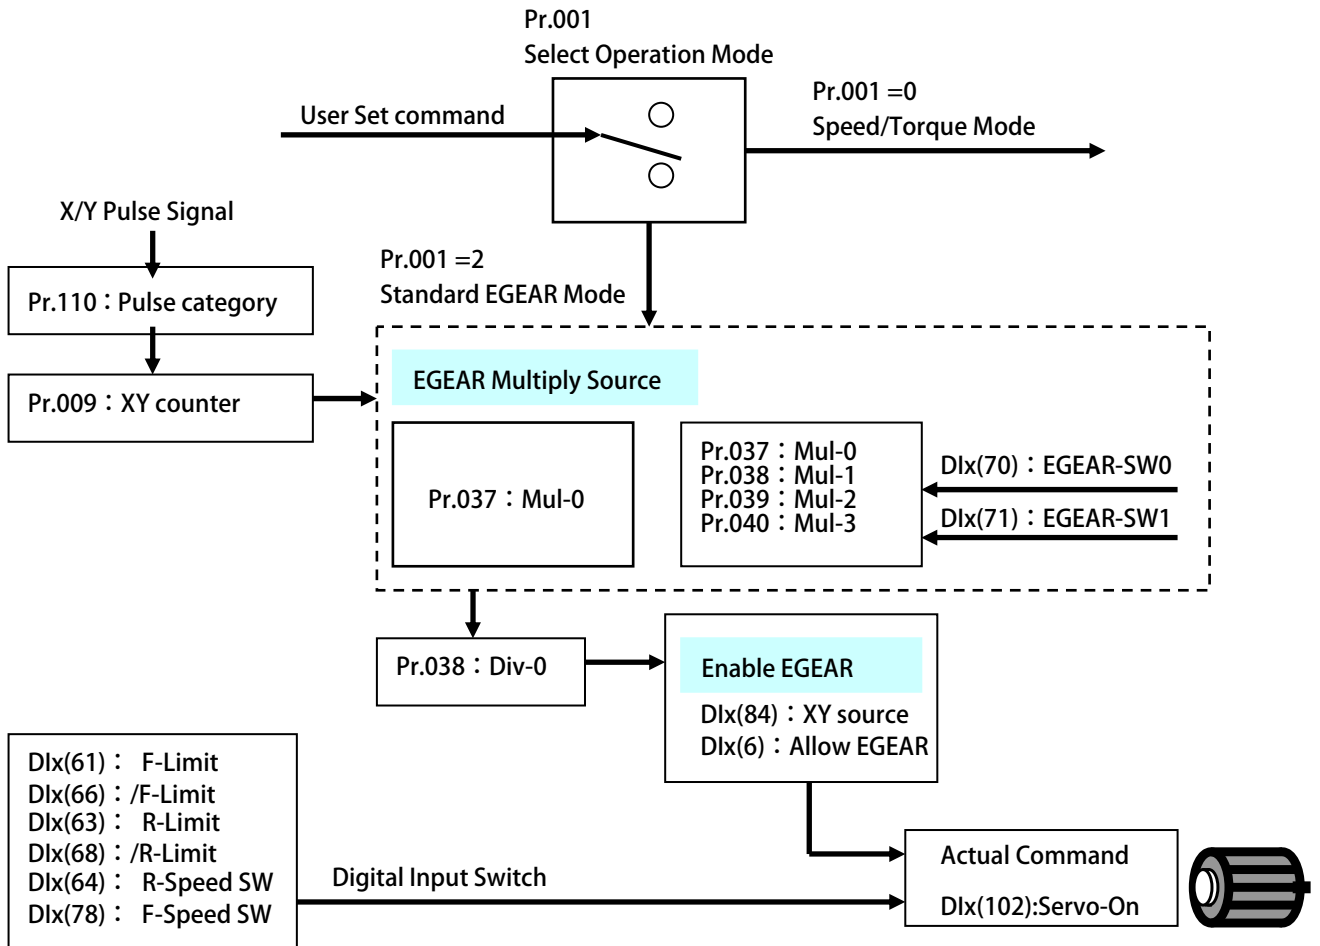 Pr.001
Select Operation Mode
User Set command
Pr.001 =0
Speed/Torque Mode
X/Y Pulse Signal
Pr.110：Pulse category
Pr.009：XY counter
Pr.001 =2
Standard EGEAR Mode
EGEAR Multiply Source
Pr.037：Mul-0
Pr.037：Mul-0
Pr.038：Mul-1
Pr.039：Mul-2
Pr.040：Mul-3
DIx(70)：EGEAR-SW0
DIx(71)：EGEAR-SW1
Pr.038：Div-0
Enable EGEAR
DIx(84)：XY source
DIx(6)：Allow EGEAR
DIx(61)： F-Limit
DIx(66)：/F-Limit
DIx(63)： R-Limit
DIx(68)：/R-Limit
DIx(64)： R-Speed SW
DIx(78)： F-Speed SW
Digital Input Switch
Actual Command
DIx(102):Servo-On